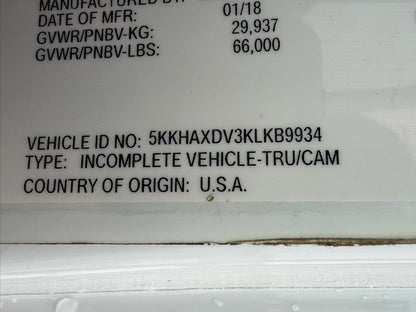 MANUFACTURED BY:
DATE OF MFR: 01/18
GVWR/PNBV-KG: 29,937
GVWR/PNBV-LBS: 66,000
VEHICLE ID NO: 5KKHAXDV3KLKB9934
TYPE: INCOMPLETE VEHICLE-TRU/CAM
COUNTRY OF ORIGIN: U.S.A.